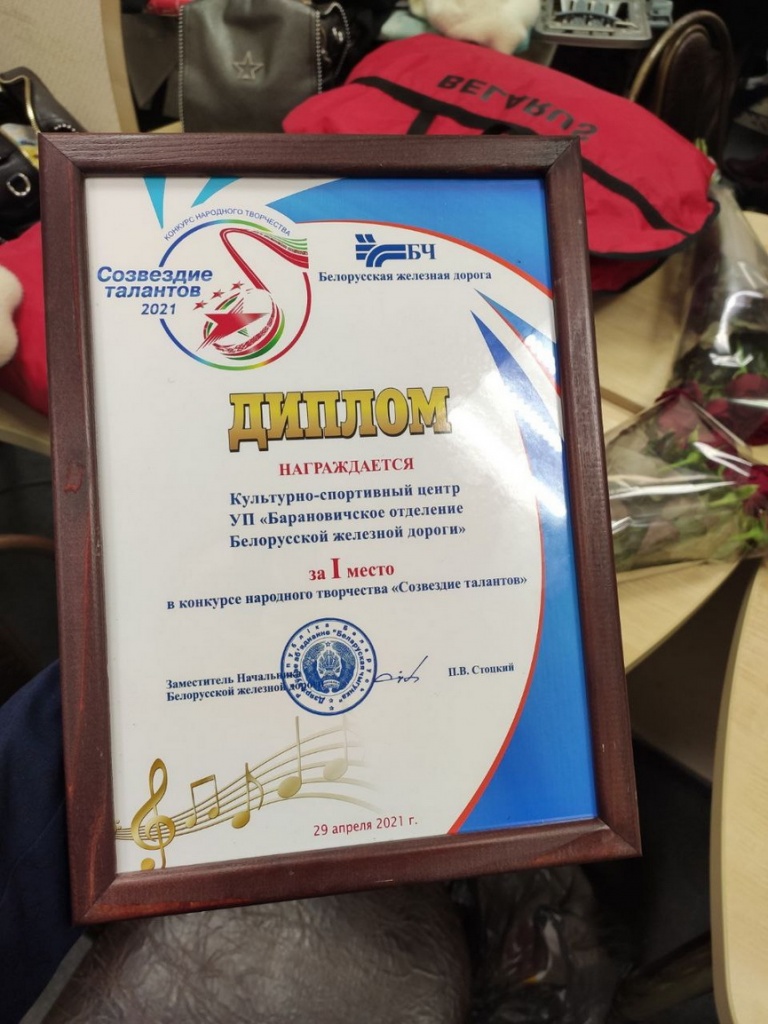 BELARUS
КОНКУРС НАРОДНОГО ТВОРЧЕСТВА
Созвездие
талантов
2021
БЧ
Белорусская железная дорога
ДИПЛОМ
НАГРАЖДАЕТСЯ
Культурно-спортивный центр
УП «Барановичское отделение
Белорусской железной дороги»
за I место
в конкурсе народного творчества «Созвездие талантов»
Заместитель Начальника
Белорусской железной дороги
П.В. Стоцкий
29 апреля 2021 г.